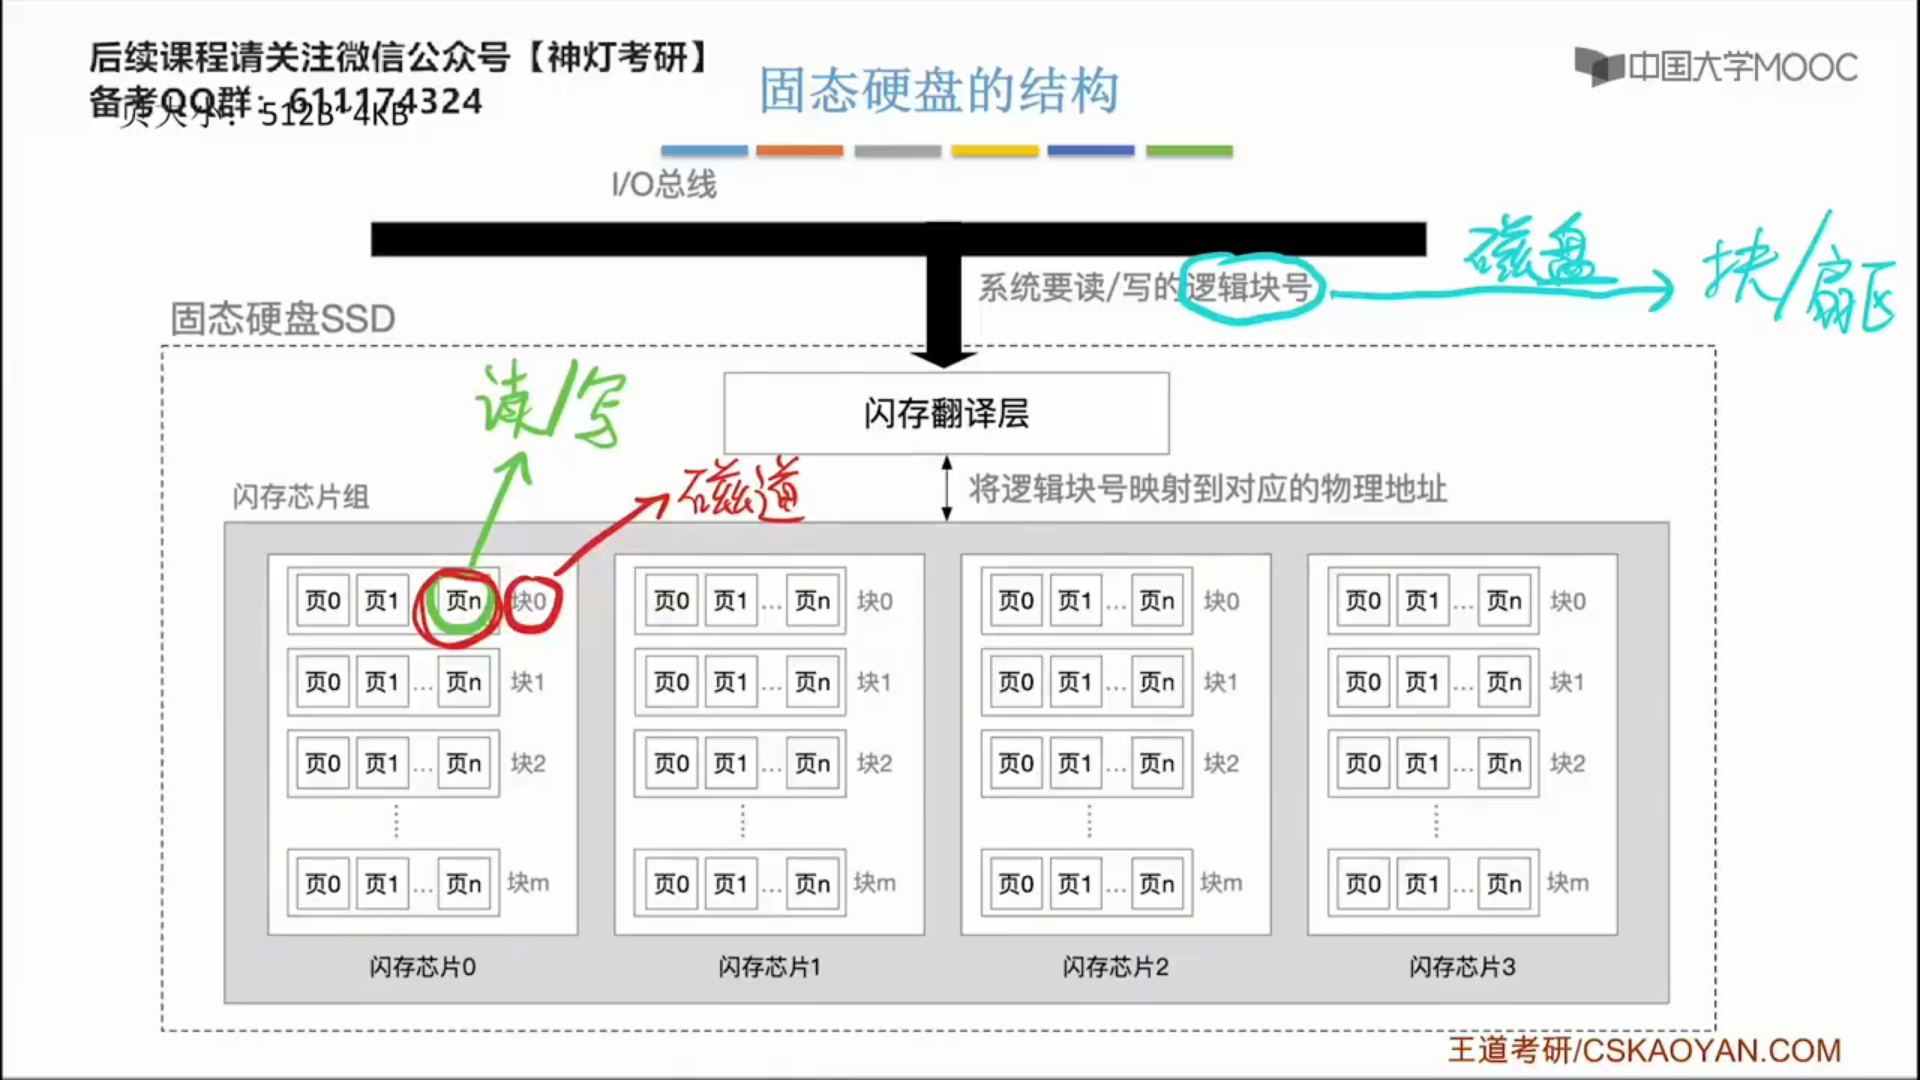 后续课程请关注微信公众号【神灯考研】
备考QQ群：611174324
页大小：512B~4KB
固态硬盘的结构
中国大学MOOC
I/O总线
系统要读/写的逻辑块号
磁盘
块/扇区
固态硬盘SSD
读/写
闪存翻译层
磁道
闪存芯片组
将逻辑块号映射到对应的物理地址
页0 页1 页n 块0 页0 页1 … 页n 块0 页0 页1 … 页n 块0 页0 页1 … 页n 块0
页0 页1 … 页n 块1 页0 页1 … 页n 块1 页0 页1 … 页n 块1 页0 页1 … 页n 块1
页0 页1 … 页n 块2 页0 页1 … 页n 块2 页0 页1 … 页n 块2 页0 页1 … 页n 块2
页0 页1 … 页n 块m 页0 页1 … 页n 块m 页0 页1 … 页n 块m 页0 页1 … 页n 块m
闪存芯片0 闪存芯片1 闪存芯片2 闪存芯片3
王道考研/CSKAOYAN.COM